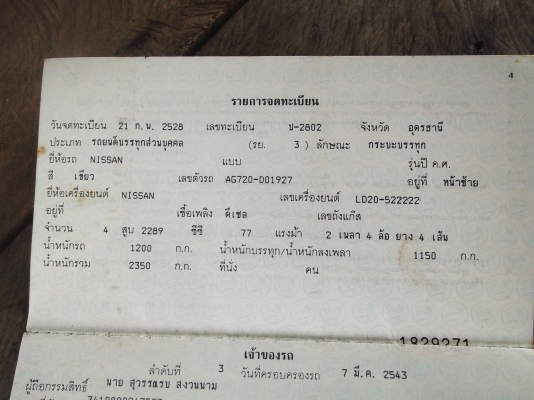 4
รายการจดทะเบียน
วันจดทะเบียน 21 ก.พ. 2528 เลขทะเบียน ป-2802 จังหวัด อุดรธานี
ประเภท รถยนต์บรรทุกส่วนบุคคล (รย. 3 ) ลักษณะ กระบะบรรทุก
ยี่ห้อรถ NISSAN แบบ รุ่นปี ค.ศ.
สี เขียว เลขตัวรถ AG720-D01927 อยู่ที่ หน้าซ้าย
ยี่ห้อเครื่องยนต์ NISSAN เลขเครื่องยนต์ LD20-522222
อยู่ที่ เชื้อเพลิง ดีเซล เลขถังแก๊ส
จำนวน 4 สูบ 2289 ซีซี 77 แรงม้า 2 เพลา 4 ล้อ ยาง 4 เส้น
น้ำหนักรถ 1200 ก.ก. น้ำหนักบรรทุก/น้ำหนักลงเพลา 1150 ก.ก.
น้ำหนักรวม 2350 ก.ก. ที่นั่ง คน
1829271
เจ้าของรถ
ลำดับที่ 3 วันที่ครอบครองรถ 7 มี.ค. 2543
ผู้ถือกรรมสิทธิ์ นาย สุวรรณรบ สงวนนาม